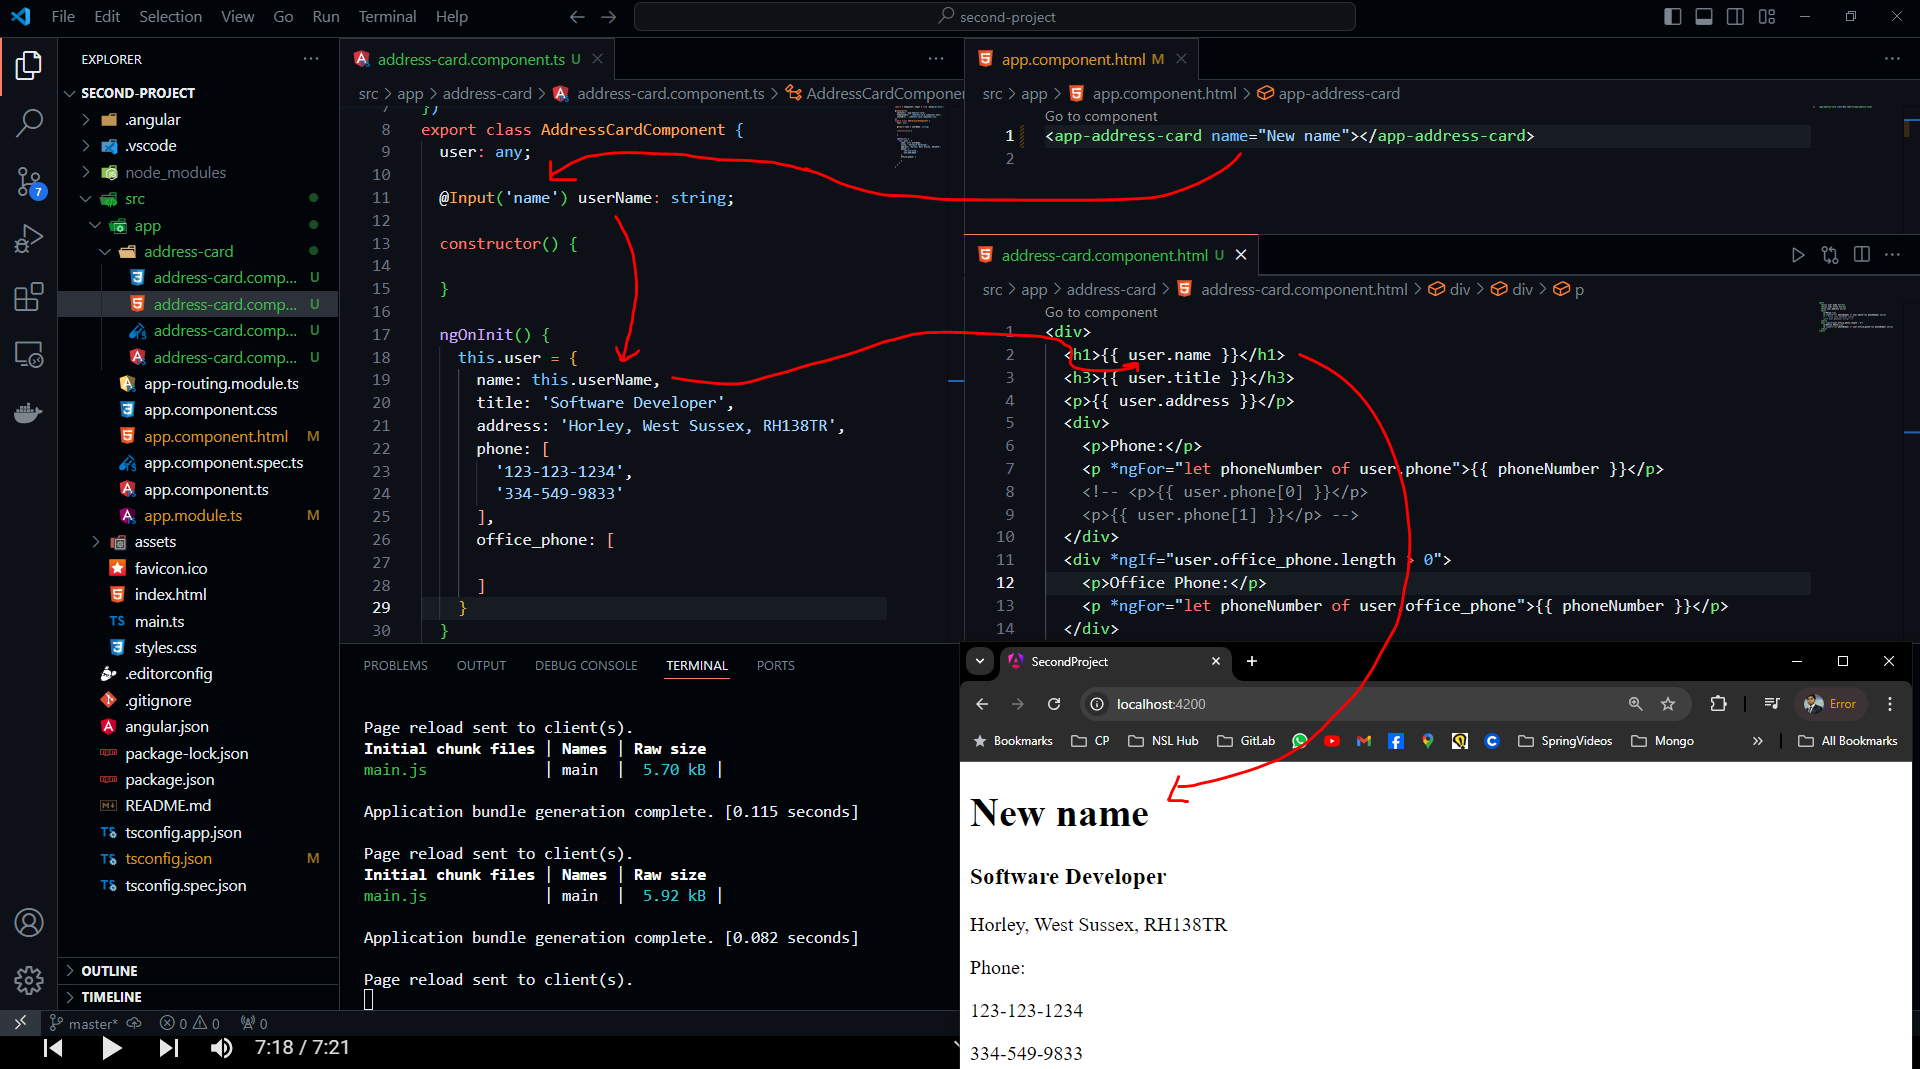 File Edit Selection View Go Run Terminal Help
second-project
EXPLORER
SECOND-PROJECT
.angular
.vscode
node_modules
src
app
address-card
address-card.comp... U
address-card.comp... U
address-card.comp... U
address-card.comp... U
app-routing.module.ts
app.component.css
app.component.html M
app.component.spec.ts
app.component.ts
app.module.ts M
assets
favicon.ico
index.html
TS main.ts
styles.css
.editorconfig
.gitignore
angular.json
package-lock.json
package.json
README.md
TS tsconfig.app.json
TS tsconfig.json M
TS tsconfig.spec.json
OUTLINE
TIMELINE
7
address-card.component.ts U
src > app > address-card > address-card.component.ts > AddressCardComponen
7 })
8 export class AddressCardComponent {
9 user: any;
10
11 @Input('name') userName: string;
12
13 constructor() {
14
15 }
16
17 ngOnInit() {
18 this.user = {
19 name: this.userName,
20 title: 'Software Developer',
21 address: 'Horley, West Sussex, RH138TR',
22 phone: [
23 '123-123-1234',
24 '334-549-9833'
25 ],
26 office_phone: [
27
28 ]
29 }
30 }
app.component.html M
src > app > app.component.html > app-address-card
Go to component
1 <app-address-card name="New name"></app-address-card>
2
address-card.component.html U
src > app > address-card > address-card.component.html > div > div > p
Go to component
1 <div>
2 <h1>{{ user.name }}</h1>
3 <h3>{{ user.title }}</h3>
4 <p>{{ user.address }}</p>
5 <div>
6 <p>Phone:</p>
7 <p *ngFor="let phoneNumber of user.phone">{{ phoneNumber }}</p>
8 <!-- <p>{{ user.phone[0] }}</p>
9 <p>{{ user.phone[1] }}</p> -->
10 </div>
11 <div *ngIf="user.office_phone.length > 0">
12 <p>Office Phone:</p>
13 <p *ngFor="let phoneNumber of user.office_phone">{{ phoneNumber }}</p>
14 </div>
PROBLEMS OUTPUT DEBUG CONSOLE TERMINAL PORTS
Page reload sent to client(s).
Initial chunk files | Names | Raw size
main.js | main | 5.70 kB |
Application bundle generation complete. [0.115 seconds]
Page reload sent to client(s).
Initial chunk files | Names | Raw size
main.js | main | 5.92 kB |
Application bundle generation complete. [0.082 seconds]
Page reload sent to client(s).
SecondProject
localhost:4200
Error
Bookmarks CP NSL Hub GitLab SpringVideos Mongo » All Bookmarks
New name
Software Developer
Horley, West Sussex, RH138TR
Phone:
123-123-1234
334-549-9833
master* 0 0 0
7:18 / 7:21